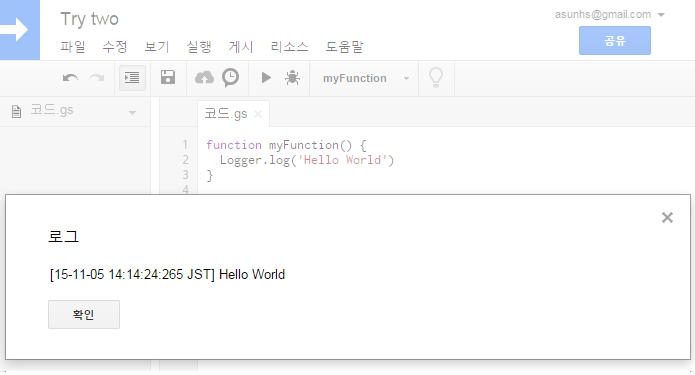 Try two
asunhs@gmail.com
파일 수정 보기 실행 게시 리소스 도움말
공유
myFunction
코드.gs
코드.gs
1 function myFunction() {
2 Logger.log('Hello World')
3 }
4
로그
[15-11-05 14:14:24:265 JST] Hello World
확인